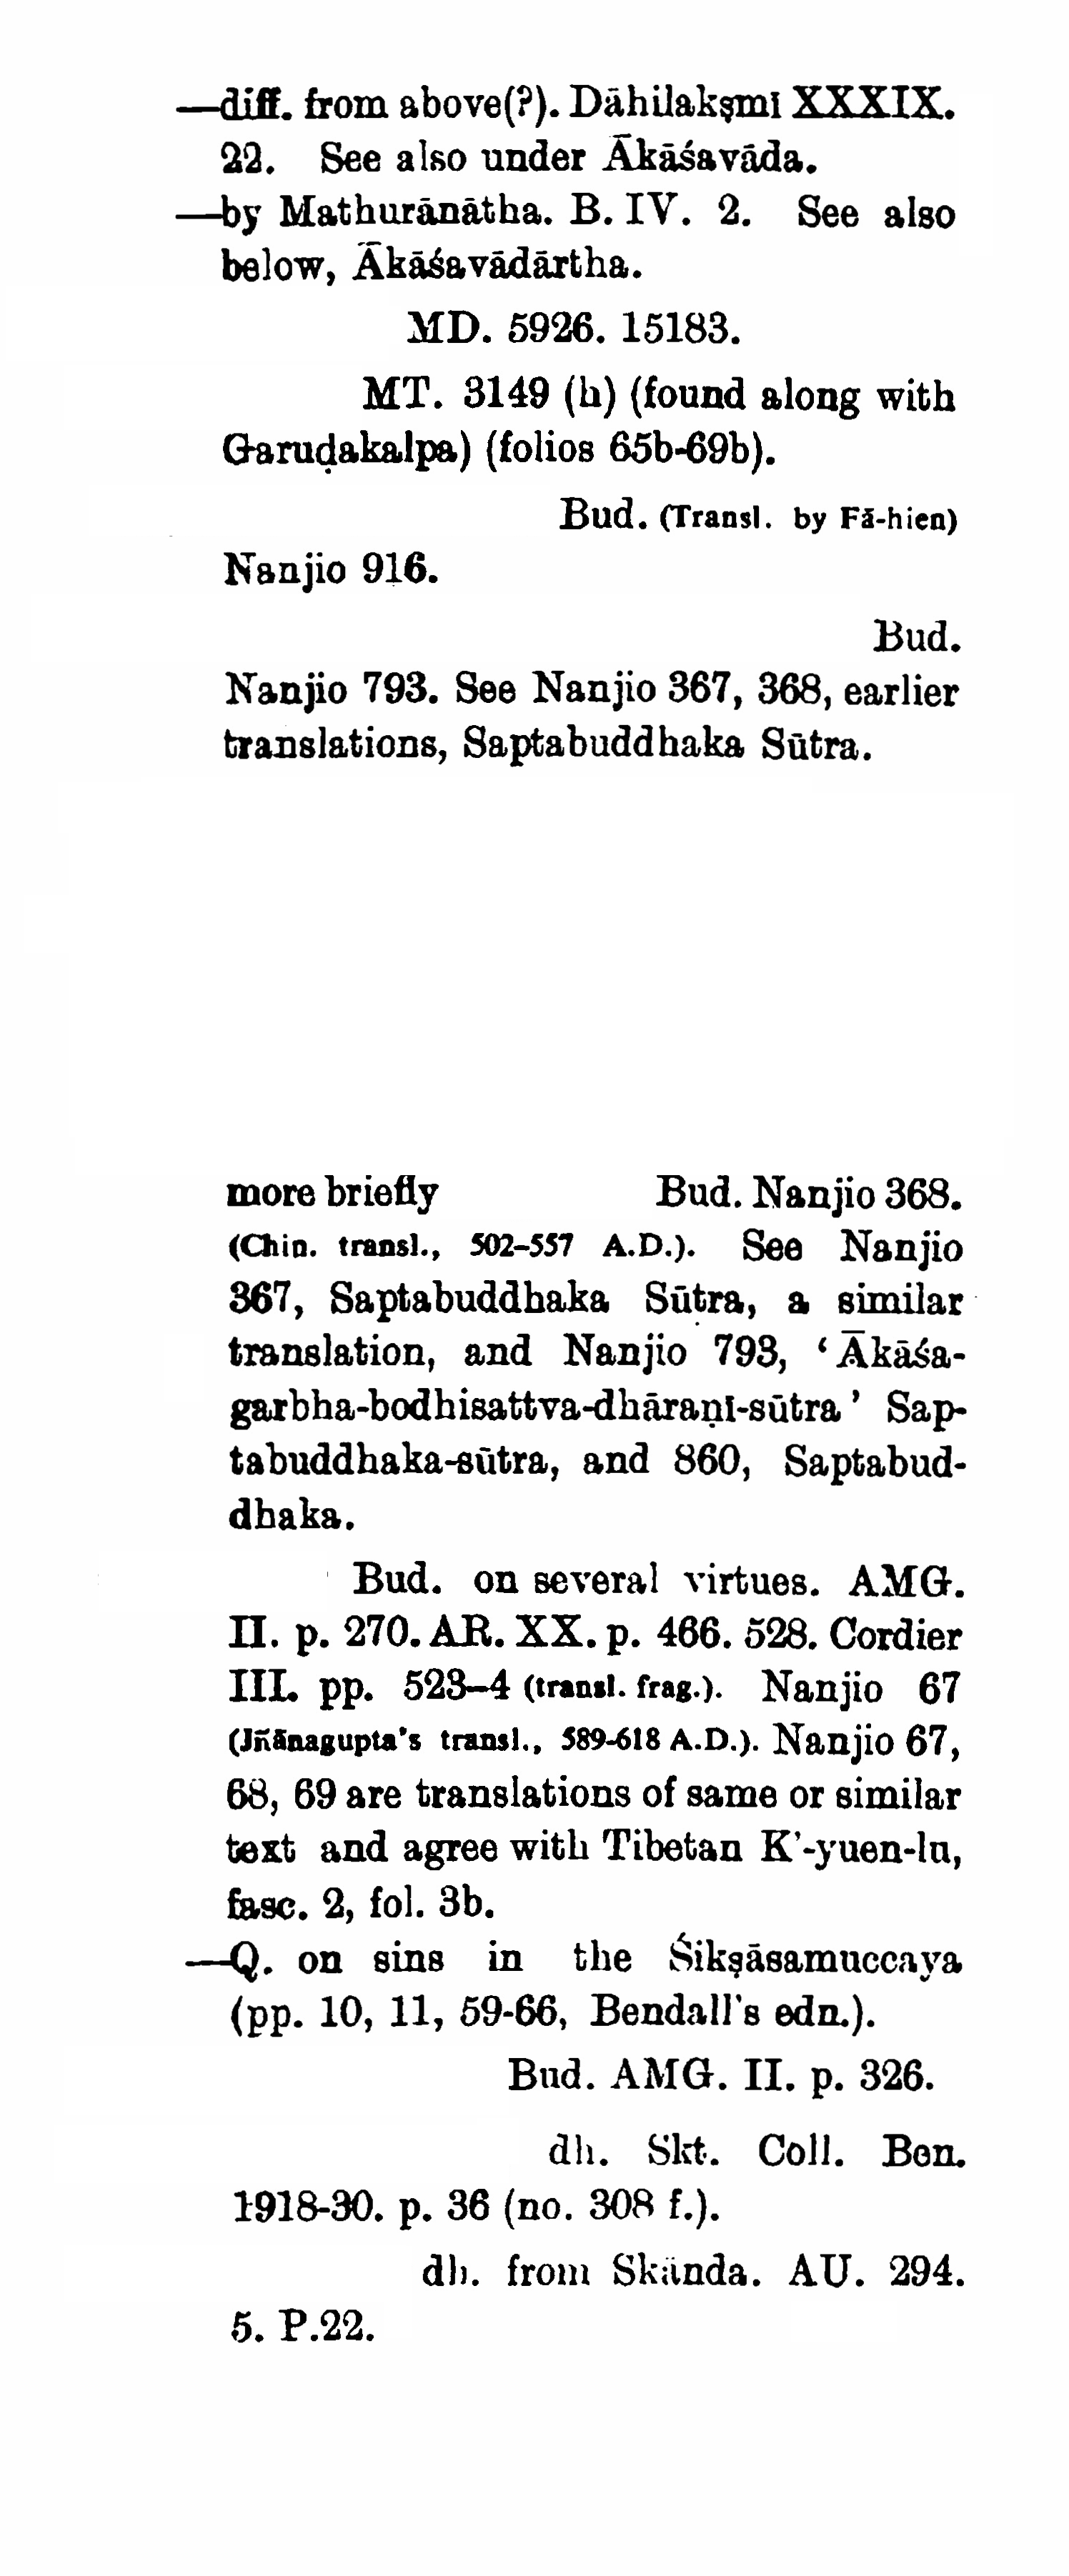 —diff. from above(?). Dāhilakṣmī XXXIX.
22. See also under Ākāśavāda.
—by Mathurānātha. B. IV. 2. See also
below, Ākāśavādārtha.
MD. 5926. 15183.
MT. 3149 (h) (found along with
Garuḍakalpa) (folios 65b-69b).
Bud. (Transl. by Fā-hien)
Nanjio 916.
Bud.
Nanjio 793. See Nanjio 367, 368, earlier
translations, Saptabuddhaka Sūtra.
more briefly Bud. Nanjio 368.
(Chin. transl., 502-557 A.D.). See Nanjio
367, Saptabuddhaka Sūtra, a similar
translation, and Nanjio 793, ‘Ākāśa-
garbha-bodhisattva-dhāraṇī-sūtra’ Sap-
tabuddhaka-sūtra, and 860, Saptabud-
dhaka.
Bud. on several virtues. AMG.
II. p. 270. AR. XX. p. 466. 528. Cordier
III. pp. 523-4 (transl. frag.). Nanjio 67
(Jñānagupta's transl., 589-618 A.D.). Nanjio 67,
68, 69 are translations of same or similar
text and agree with Tibetan K'-yuen-lu,
fasc. 2, fol. 3b.
—Q. on sins in the Śikṣāsamuccaya
(pp. 10, 11, 59-66, Bendall's edn.).
Bud. AMG. II. p. 326.
dh. Skt. Coll. Ben.
1918-30. p. 36 (no. 308 f.).
dh. from Skānda. AU. 294.
5. P.22.